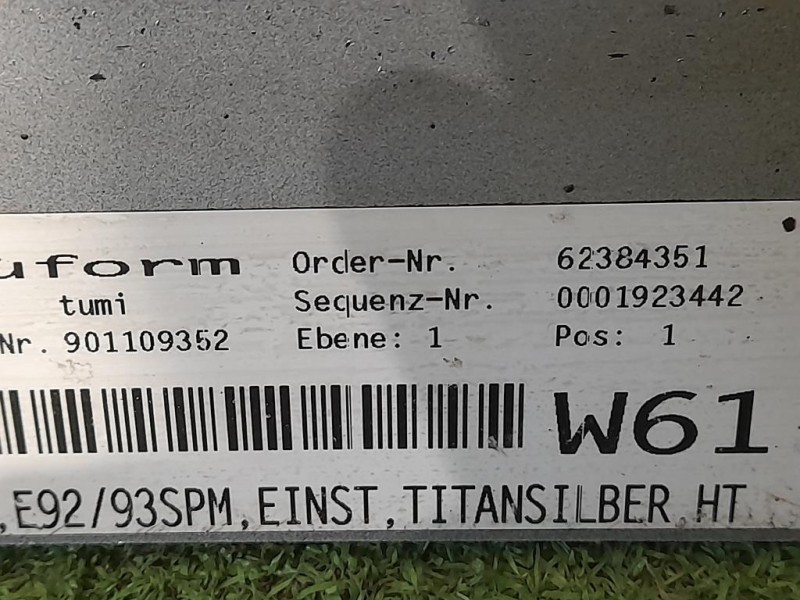 uform Order-Nr. 62384351
tumi Sequenz-Nr. 0001923442
Nr. 901109352 Ebene: 1 Pos: 1
W61
,E92/93SPM,EINST,TITANSILBER,HT